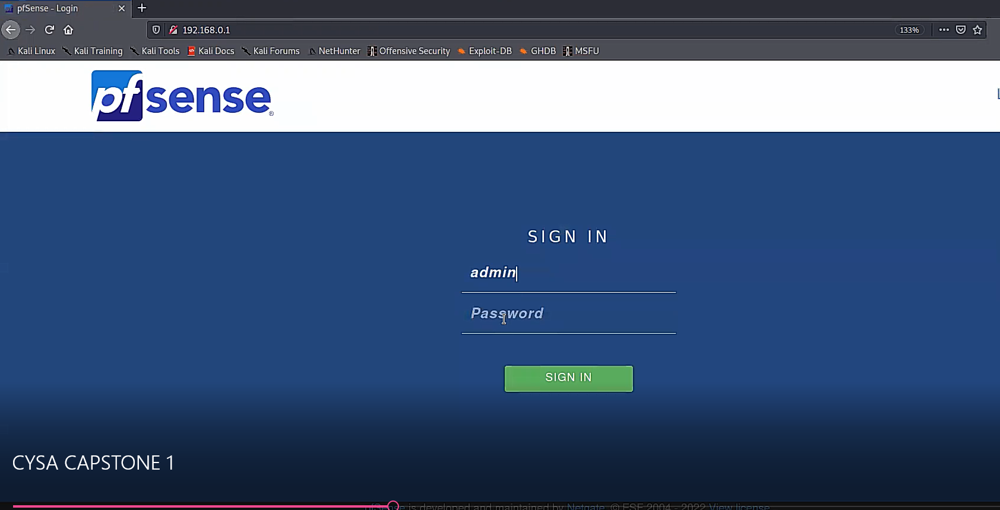 pfSense - Login
192.168.0.1
133%
Kali Linux Kali Training Kali Tools Kali Docs Kali Forums NetHunter Offensive Security Exploit-DB GHDB MSFU
pfsense®
SIGN IN
admin
Password
SIGN IN
CYSA CAPSTONE 1
pfSense is developed and maintained by Netgate. © ESF 2004 - 2022 View license.